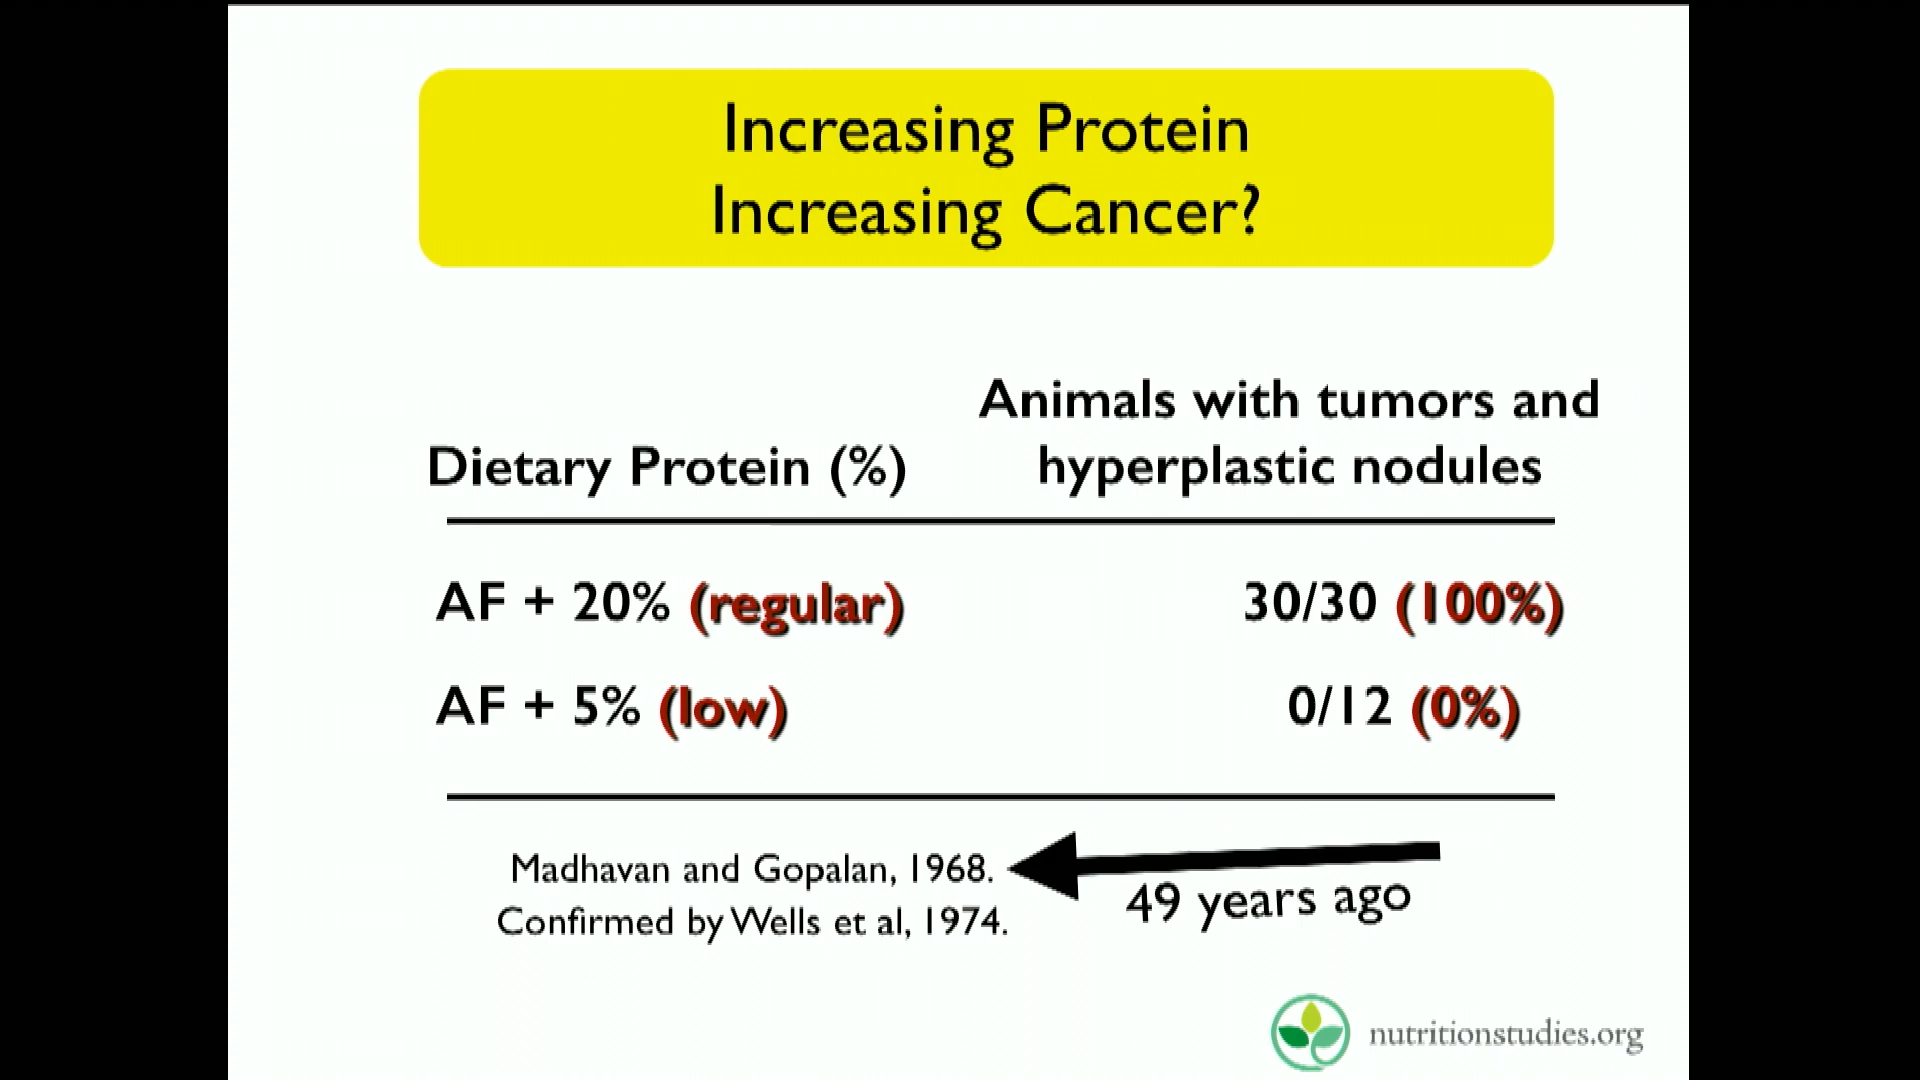 Increasing Protein
Increasing Cancer?
Animals with tumors and
Dietary Protein (%) hyperplastic nodules
AF + 20% (regular) 30/30 (100%)
AF + 5% (low) 0/12 (0%)
Madhavan and Gopalan, 1968.
49 years ago
Confirmed by Wells et al, 1974.
nutritionstudies.org